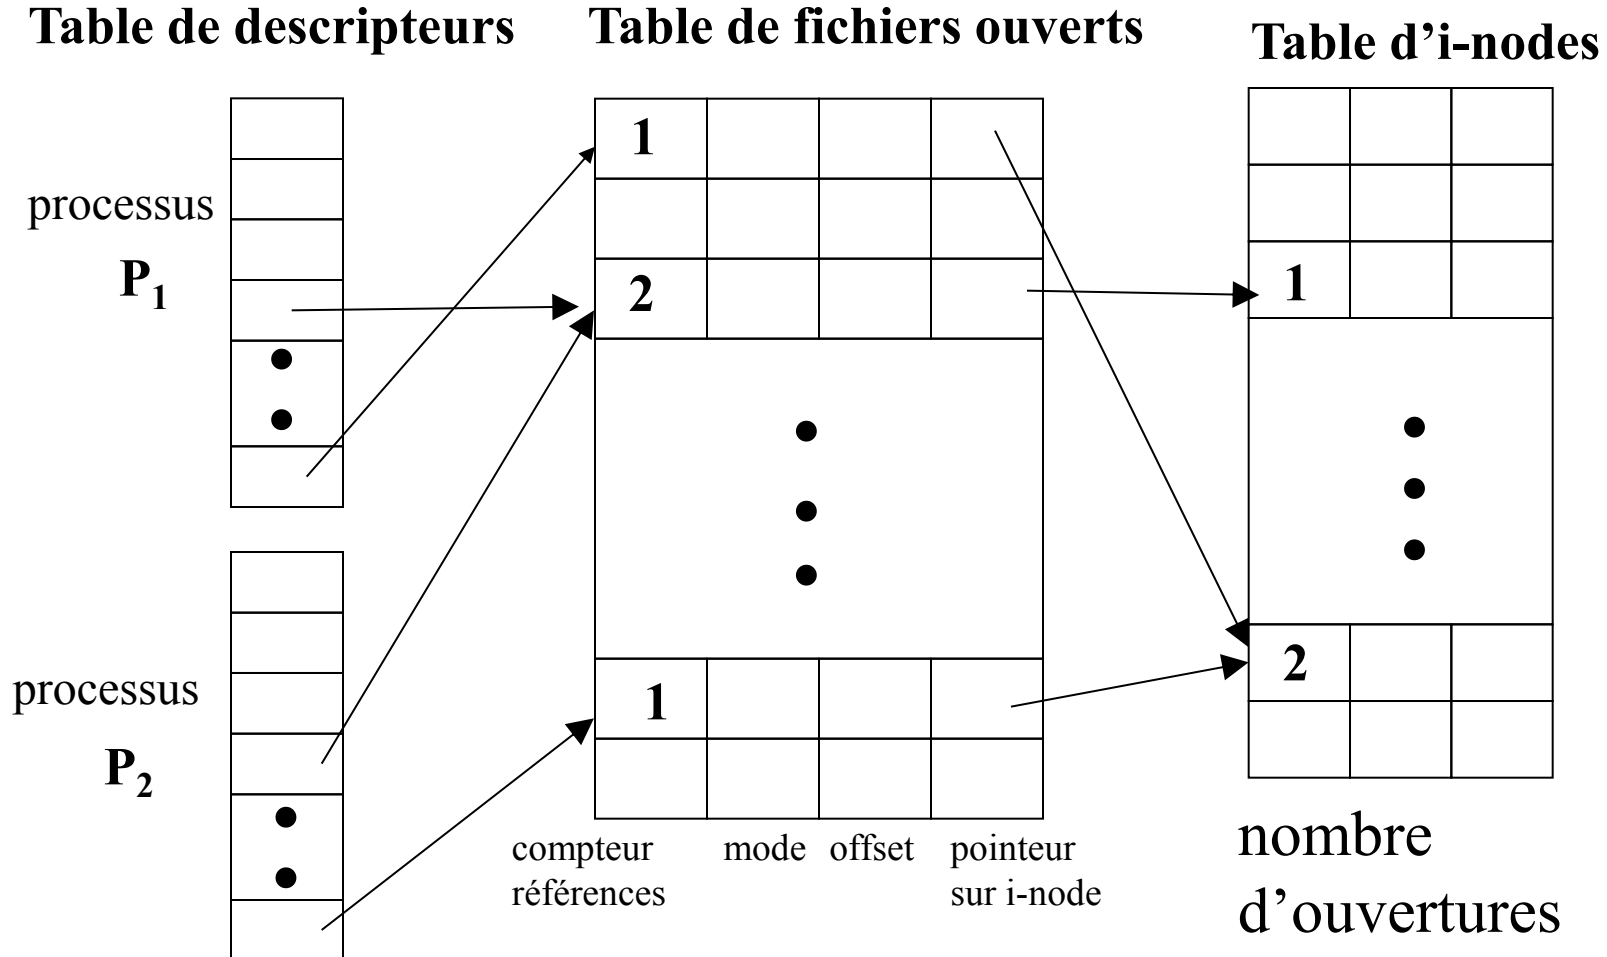 Table de descripteurs
Table de fichiers ouverts
Table d’i-nodes
processus
P1
processus
P2
1
2
1
1
2
compteur
références
mode
offset
pointeur
sur i-node
nombre
d’ouvertures